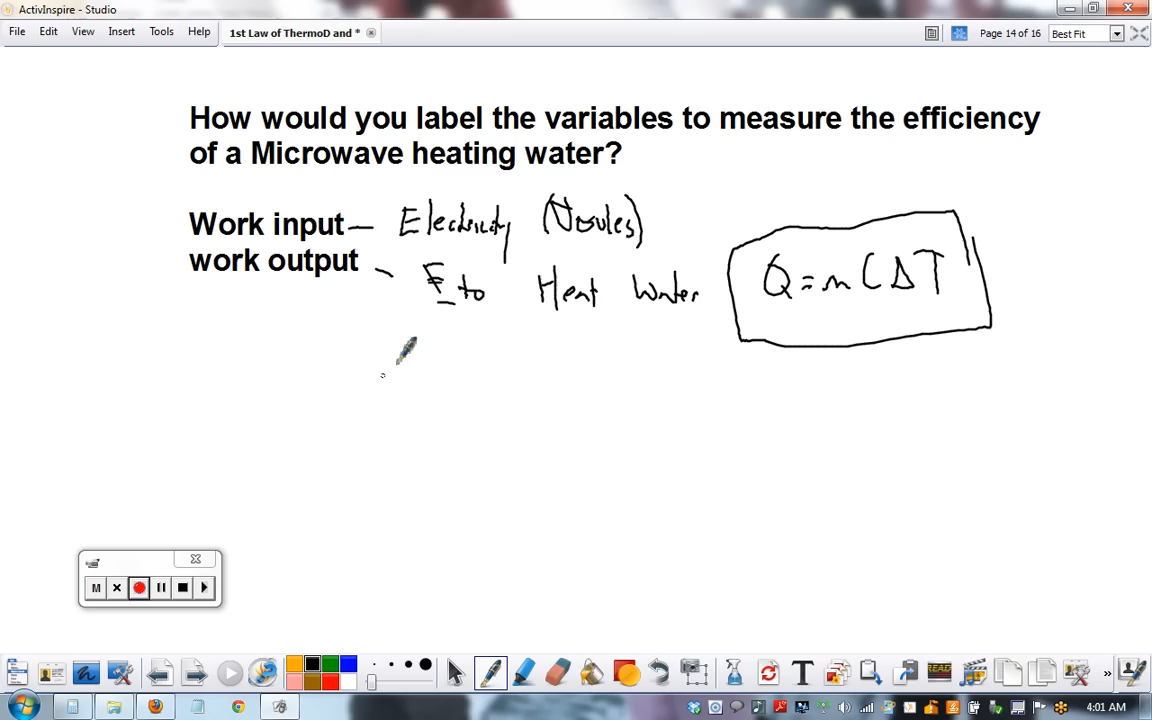 ActivInspire - Studio
File Edit View Insert Tools Help
1st Law of ThermoD and *
Page 14 of 16
Best Fit
How would you label the variables to measure the efficiency
of a Microwave heating water?
Work input — Electricity (Joules)
work output - E to Heat Water
Q = m C Δ T
M
T
READ
»
4:01 AM